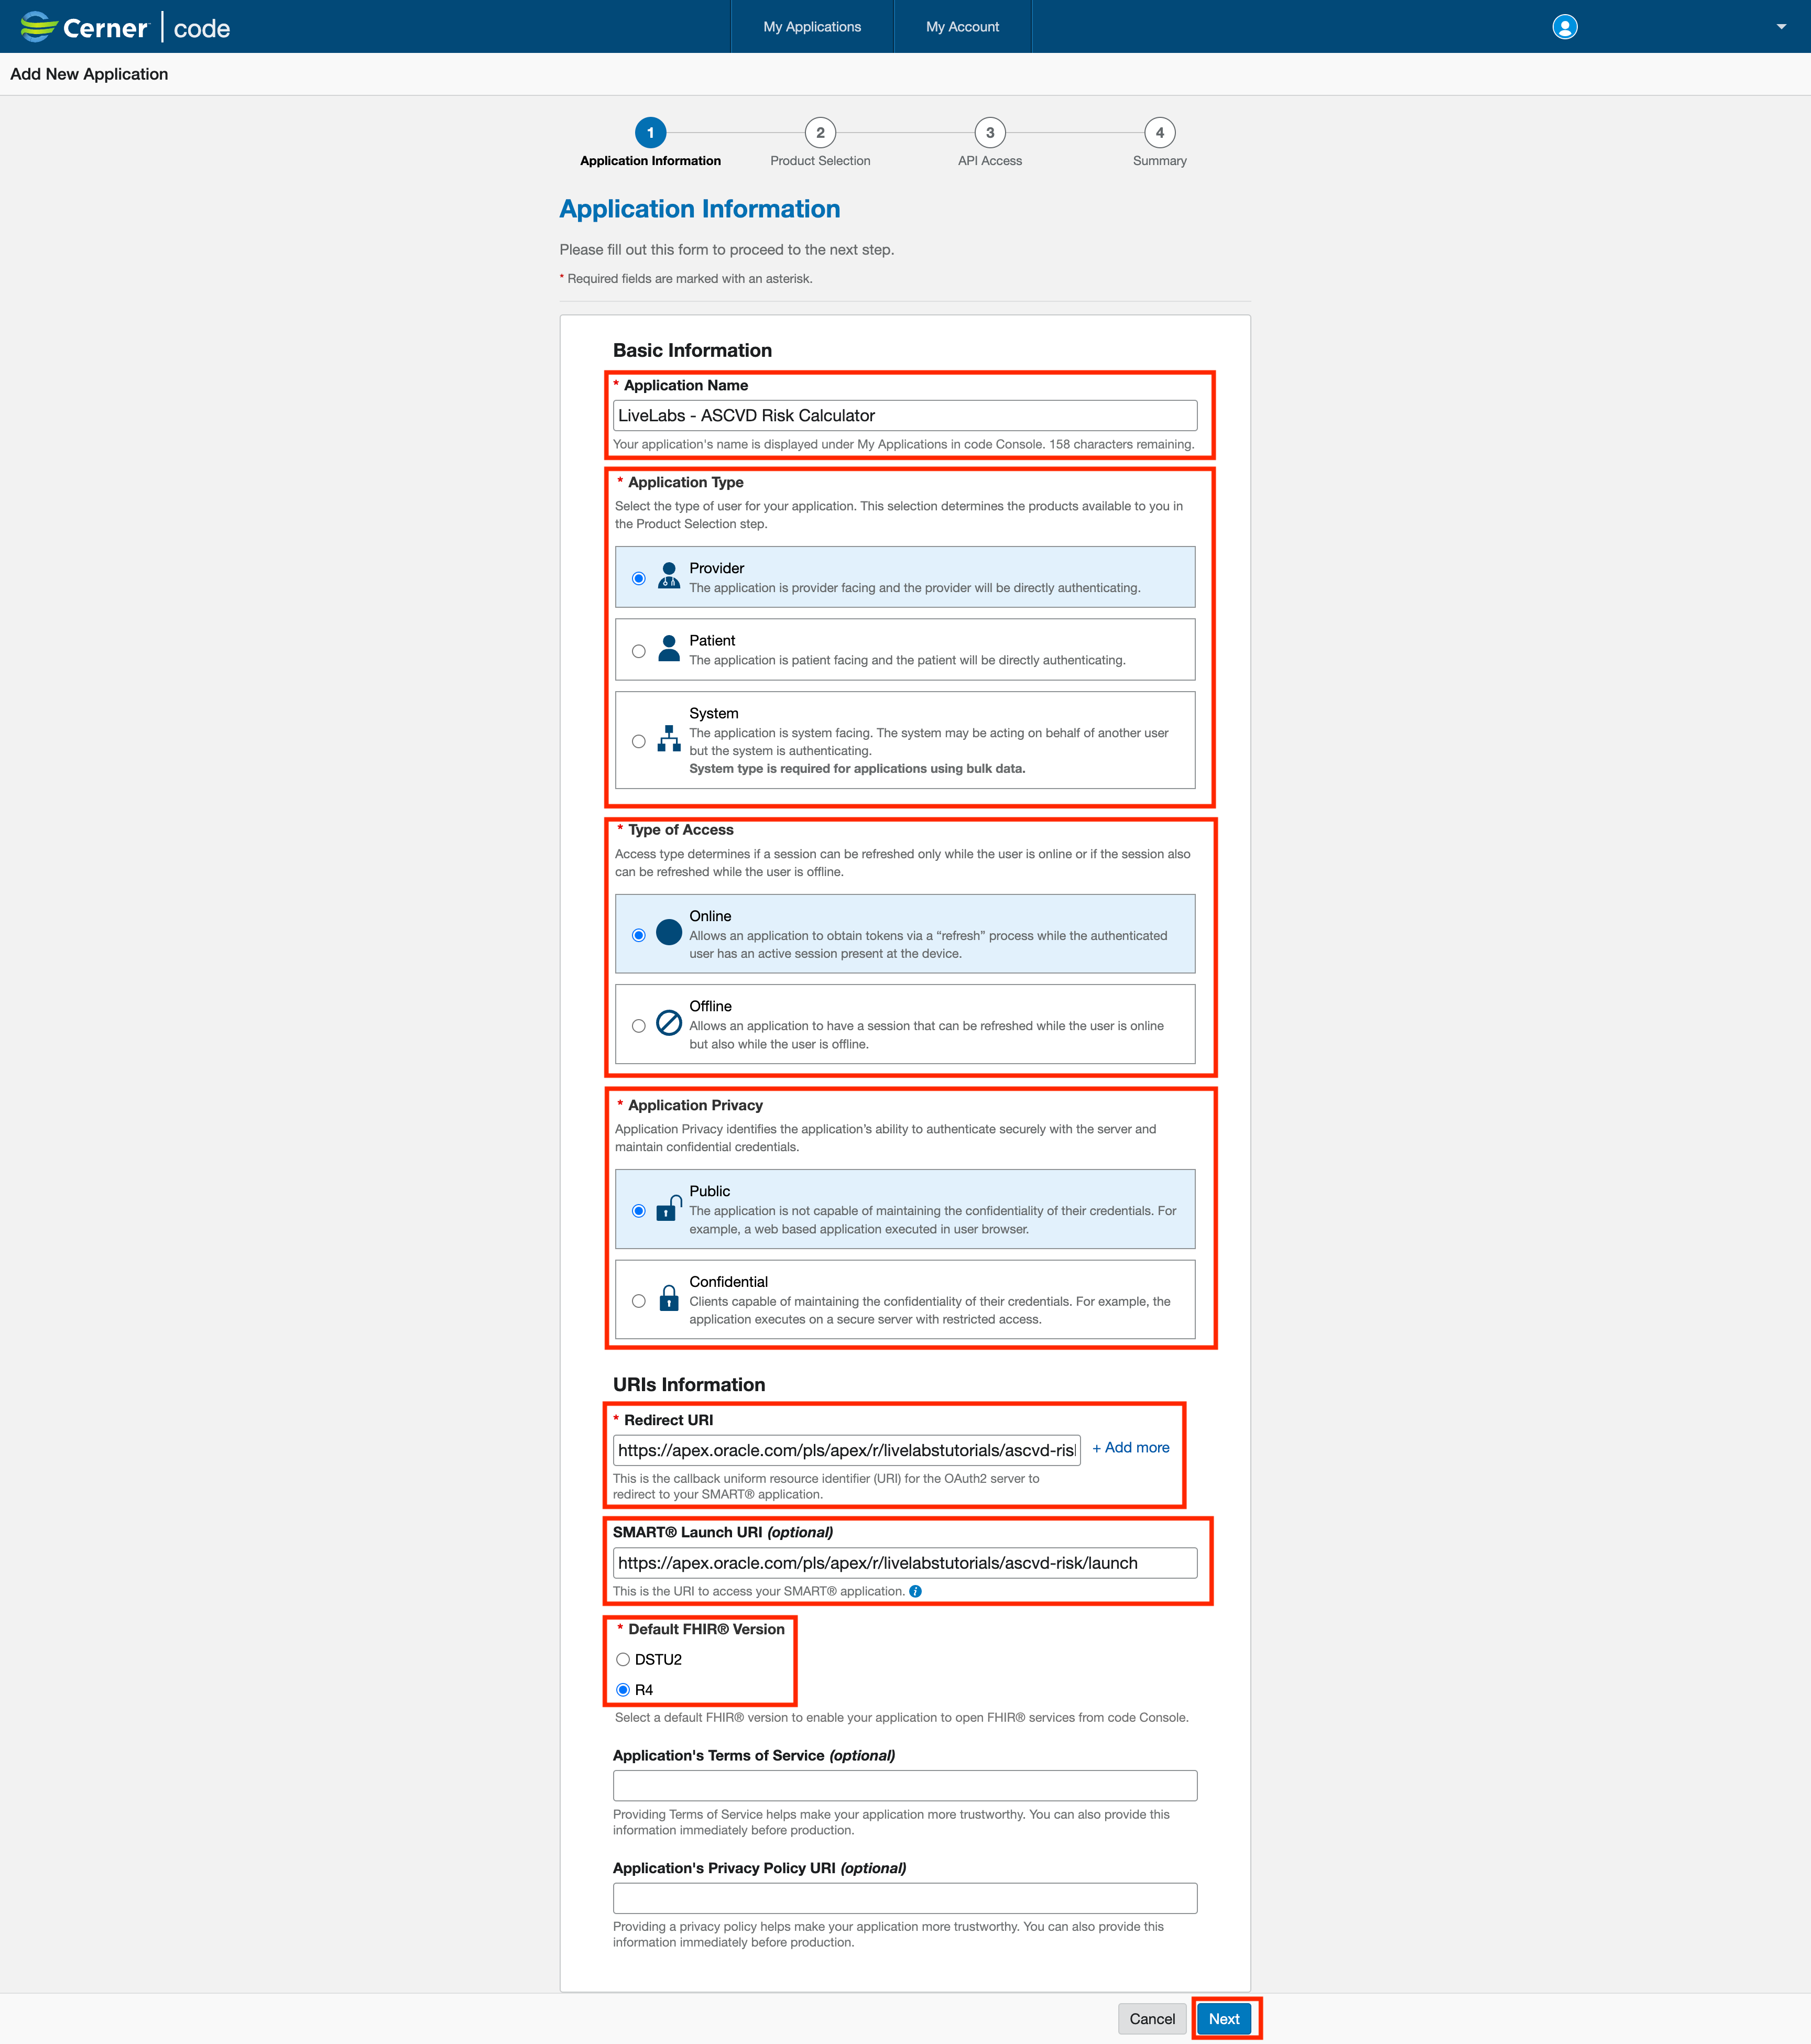 Cerner | code
My Applications
My Account
Add New Application
1
2
3
4
Application Information
Product Selection
API Access
Summary
Application Information
Please fill out this form to proceed to the next step.
* Required fields are marked with an asterisk.
Basic Information
* Application Name
LiveLabs - ASCVD Risk Calculator
Your application's name is displayed under My Applications in code Console. 158 characters remaining.
* Application Type
Select the type of user for your application. This selection determines the products available to you in
the Product Selection step.
Provider
The application is provider facing and the provider will be directly authenticating.
Patient
The application is patient facing and the patient will be directly authenticating.
System
The application is system facing. The system may be acting on behalf of another user
but the system is authenticating.
System type is required for applications using bulk data.
* Type of Access
Access type determines if a session can be refreshed only while the user is online or if the session also
can be refreshed while the user is offline.
Online
Allows an application to obtain tokens via a “refresh” process while the authenticated
user has an active session present at the device.
Offline
Allows an application to have a session that can be refreshed while the user is online
but also while the user is offline.
* Application Privacy
Application Privacy identifies the application’s ability to authenticate securely with the server and
maintain confidential credentials.
Public
The application is not capable of maintaining the confidentiality of their credentials. For
example, a web based application executed in user browser.
Confidential
Clients capable of maintaining the confidentiality of their credentials. For example, the
application executes on a secure server with restricted access.
URIs Information
* Redirect URI
https://apex.oracle.com/pls/apex/r/livelabstutorials/ascvd-ris
+ Add more
This is the callback uniform resource identifier (URI) for the OAuth2 server to
redirect to your SMART® application.
SMART® Launch URI (optional)
https://apex.oracle.com/pls/apex/r/livelabstutorials/ascvd-risk/launch
This is the URI to access your SMART® application.
* Default FHIR® Version
DSTU2
R4
Select a default FHIR® version to enable your application to open FHIR® services from code Console.
Application's Terms of Service (optional)
Providing Terms of Service helps make your application more trustworthy. You can also provide this
information immediately before production.
Application's Privacy Policy URI (optional)
Providing a privacy policy helps make your application more trustworthy. You can also provide this
information immediately before production.
Cancel
Next